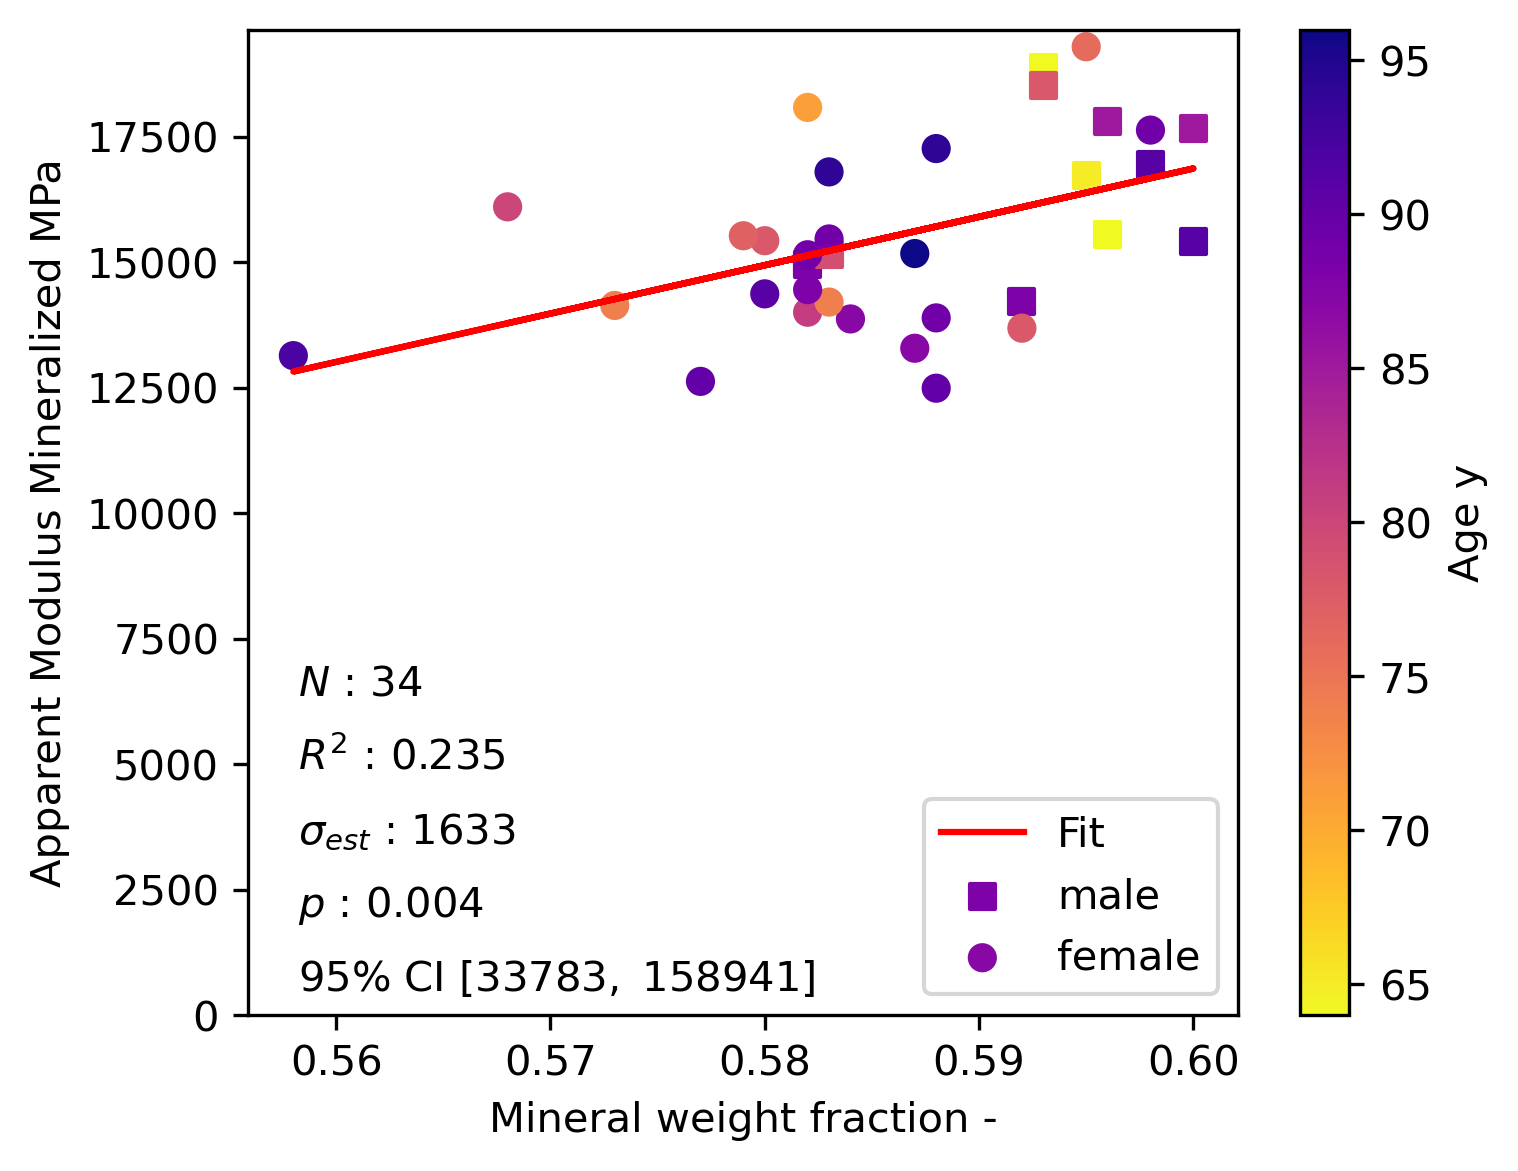 Apparent Modulus Mineralized MPa
17500
15000
12500
10000
7500
5000
2500
0
N : 34
R² : 0.235
σest : 1633
p : 0.004
95% CI [33783, 158941]
Fit
male
female
0.56 0.57 0.58 0.59 0.60
Mineral weight fraction -
95
90
85
80
75
70
65
Age y